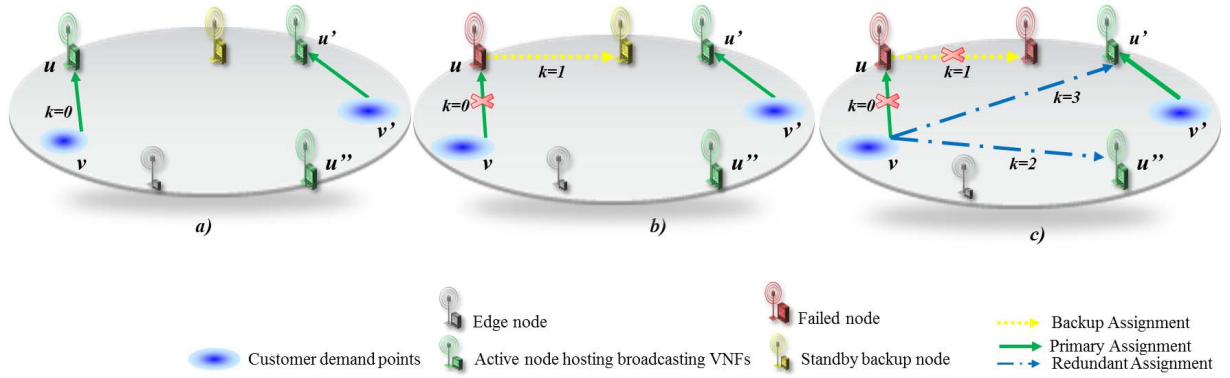 u
k=0
v
u'
v'
u''
a)
u
k=1
k=0
v
u'
v'
u''
b)
u
k=1
k=0
v
u'
k=3
v'
k=2
u''
c)
Edge node
Failed node
Backup Assignment
Customer demand points
Active node hosting broadcasting VNFs
Standby backup node
Primary Assignment
Redundant Assignment